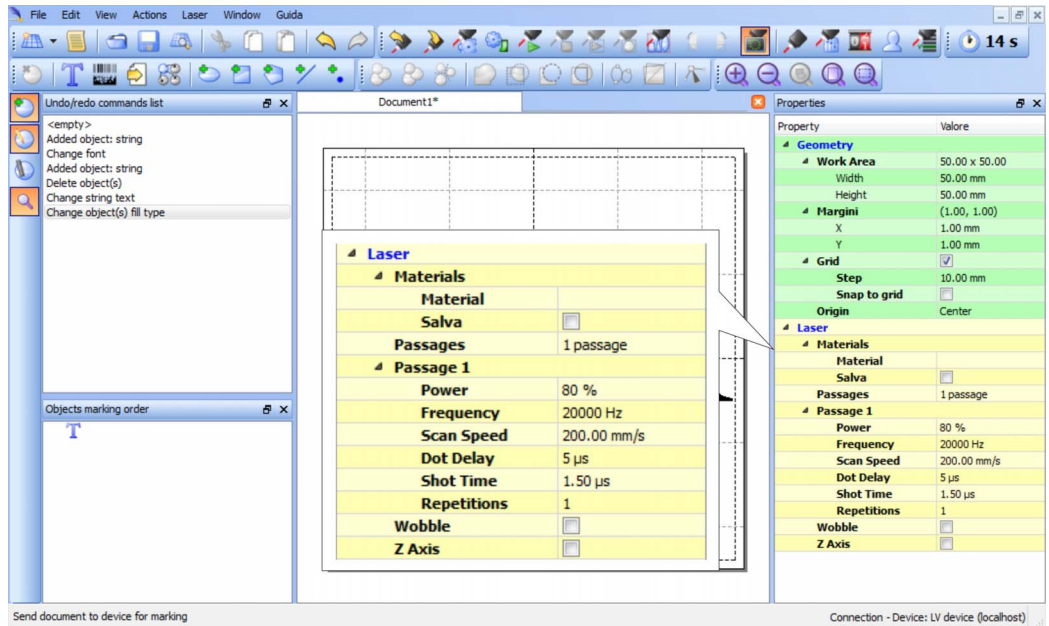 File Edit View Actions Laser Window Guida
14 s
Undo/redo commands list
<empty>
Added object: string
Change font
Added object: string
Delete object(s)
Change string text
Change object(s) fill type
Objects marking order
T
Document1*
Laser
Materials
Material
Salva
Passages 1 passage
Passage 1
Power 80 %
Frequency 20000 Hz
Scan Speed 200.00 mm/s
Dot Delay 5 µs
Shot Time 1.50 µs
Repetitions 1
Wobble
Z Axis
Properties
Property Valore
Geometry
Work Area 50.00 x 50.00
Width 50.00 mm
Height 50.00 mm
Margini (1.00, 1.00)
X 1.00 mm
Y 1.00 mm
Grid
Step 10.00 mm
Snap to grid
Origin Center
Laser
Materials
Material
Salva
Passages 1 passage
Passage 1
Power 80 %
Frequency 20000 Hz
Scan Speed 200.00 mm/s
Dot Delay 5 µs
Shot Time 1.50 µs
Repetitions 1
Wobble
Z Axis
Send document to device for marking
Connection - Device: LV device (localhost)